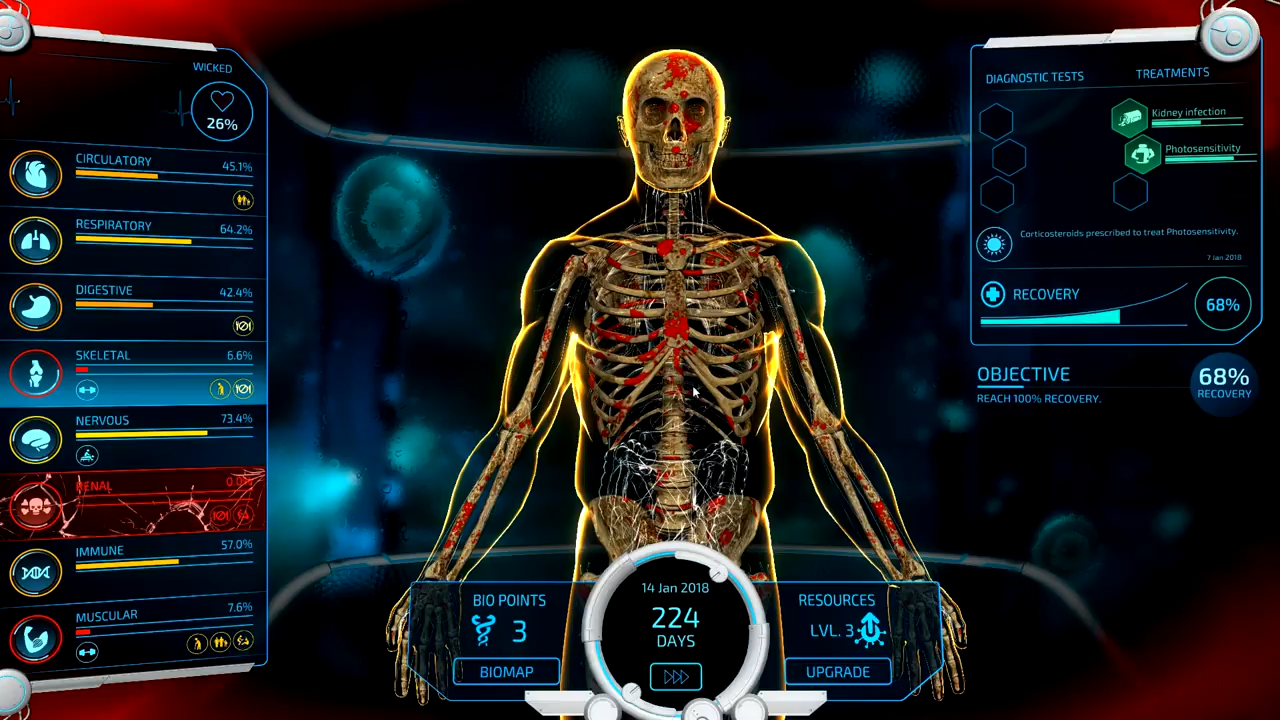 WICKED
26%
CIRCULATORY 45.1%
RESPIRATORY 64.2%
DIGESTIVE 42.4%
SKELETAL 6.6%
NERVOUS 73.4%
RENAL 0.0%
IMMUNE 57.0%
MUSCULAR 7.6%
DIAGNOSTIC TESTS TREATMENTS
Kidney infection
Photosensitivity
Corticosteroids prescribed to treat Photosensitivity.
7 Jan 2018
RECOVERY 68%
OBJECTIVE
REACH 100% RECOVERY.
68%
RECOVERY
BIO POINTS
3
BIOMAP
14 Jan 2018
224
DAYS
RESOURCES
LVL. 3
UPGRADE